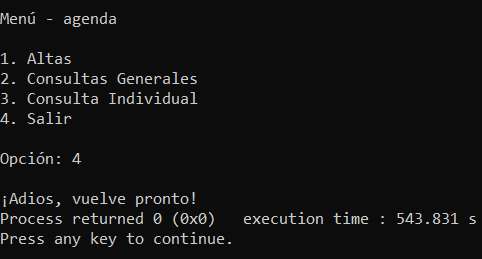 Menú - agenda
1. Altas
2. Consultas Generales
3. Consulta Individual
4. Salir
Opción: 4
¡Adios, vuelve pronto!
Process returned 0 (0x0)   execution time : 543.831 s
Press any key to continue.